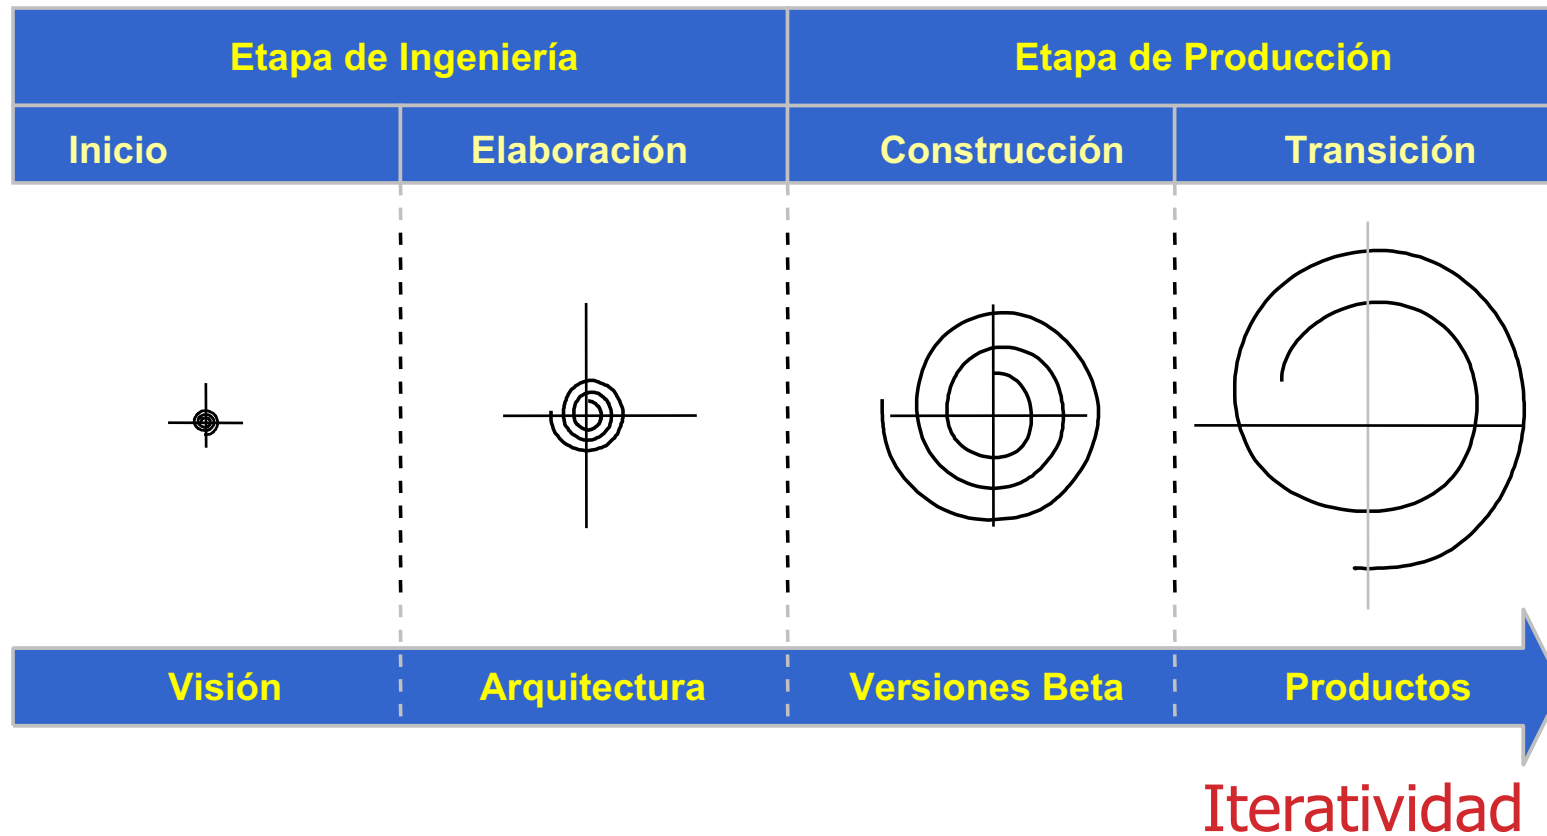 Etapa de Ingeniería
Etapa de Producción
Inicio
Elaboración
Construcción
Transición
Visión
Arquitectura
Versiones Beta
Productos
Iteratividad